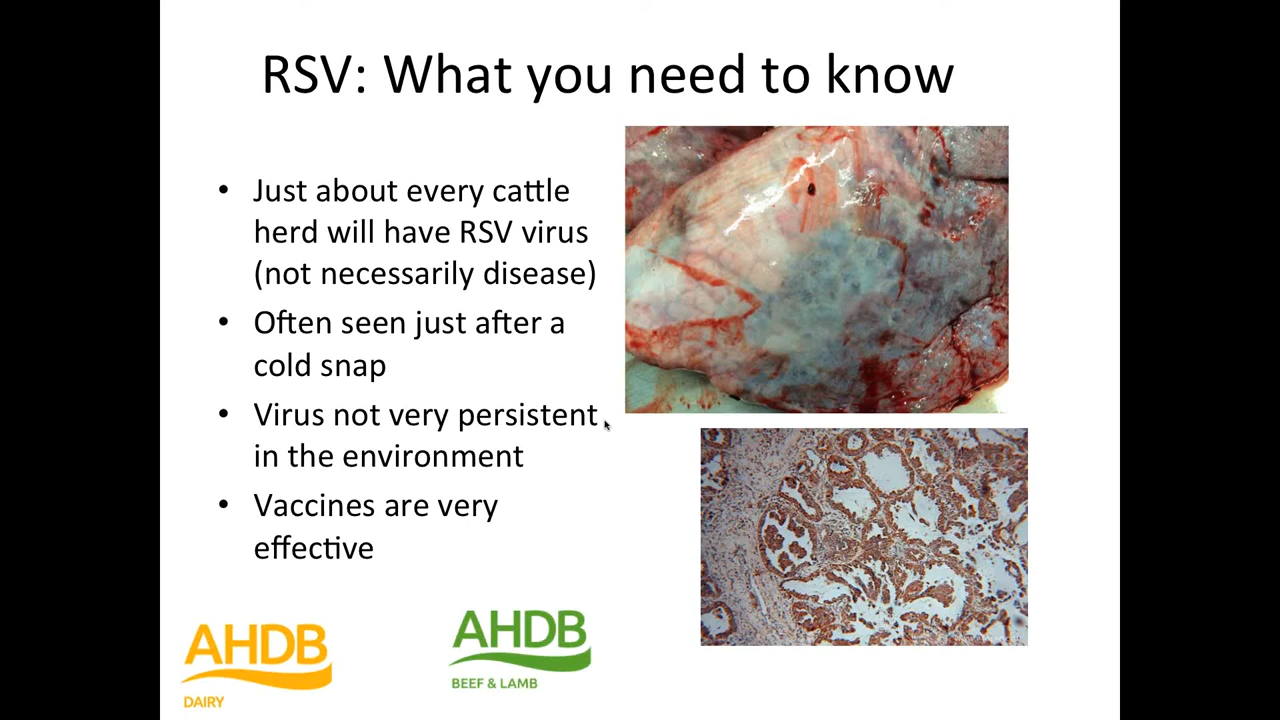 RSV: What you need to know
• Just about every cattle
herd will have RSV virus
(not necessarily disease)
• Often seen just after a
cold snap
• Virus not very persistent
in the environment
• Vaccines are very
effective
AHDB
DAIRY
AHDB
BEEF & LAMB